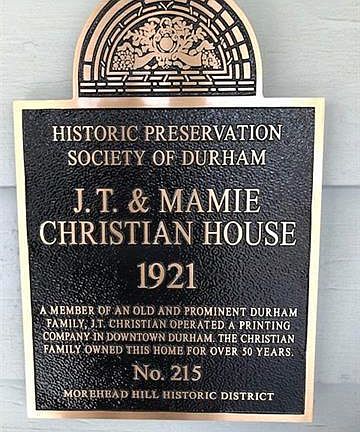 HISTORIC PRESERVATION
SOCIETY OF DURHAM
J.T. & MAMIE
CHRISTIAN HOUSE
1921
A MEMBER OF AN OLD AND PROMINENT DURHAM
FAMILY, J.T. CHRISTIAN OPERATED A PRINTING
COMPANY IN DOWNTOWN DURHAM. THE CHRISTIAN
FAMILY OWNED THIS HOME FOR OVER 50 YEARS.
No. 215
MOREHEAD HILL HISTORIC DISTRICT